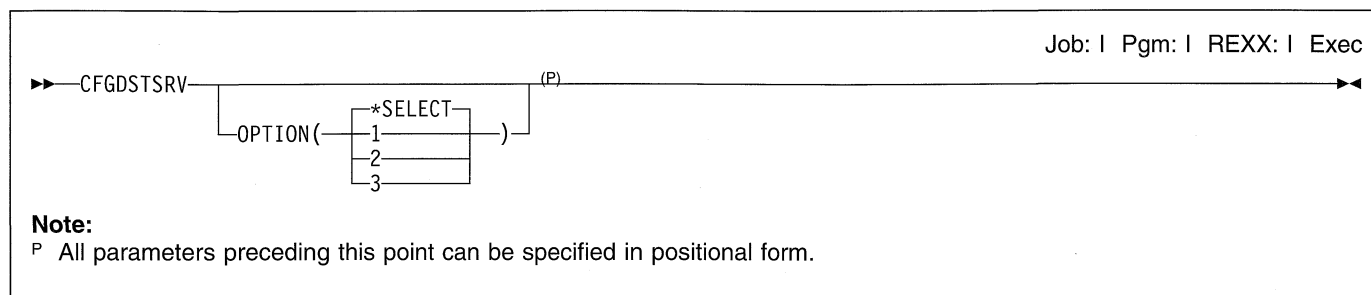 Job: I Pgm: I REXX: I Exec
CFGDSTSRV
(P)
OPTION(
*SELECT
1
)
2
3
Note:
P All parameters preceding this point can be specified in positional form.